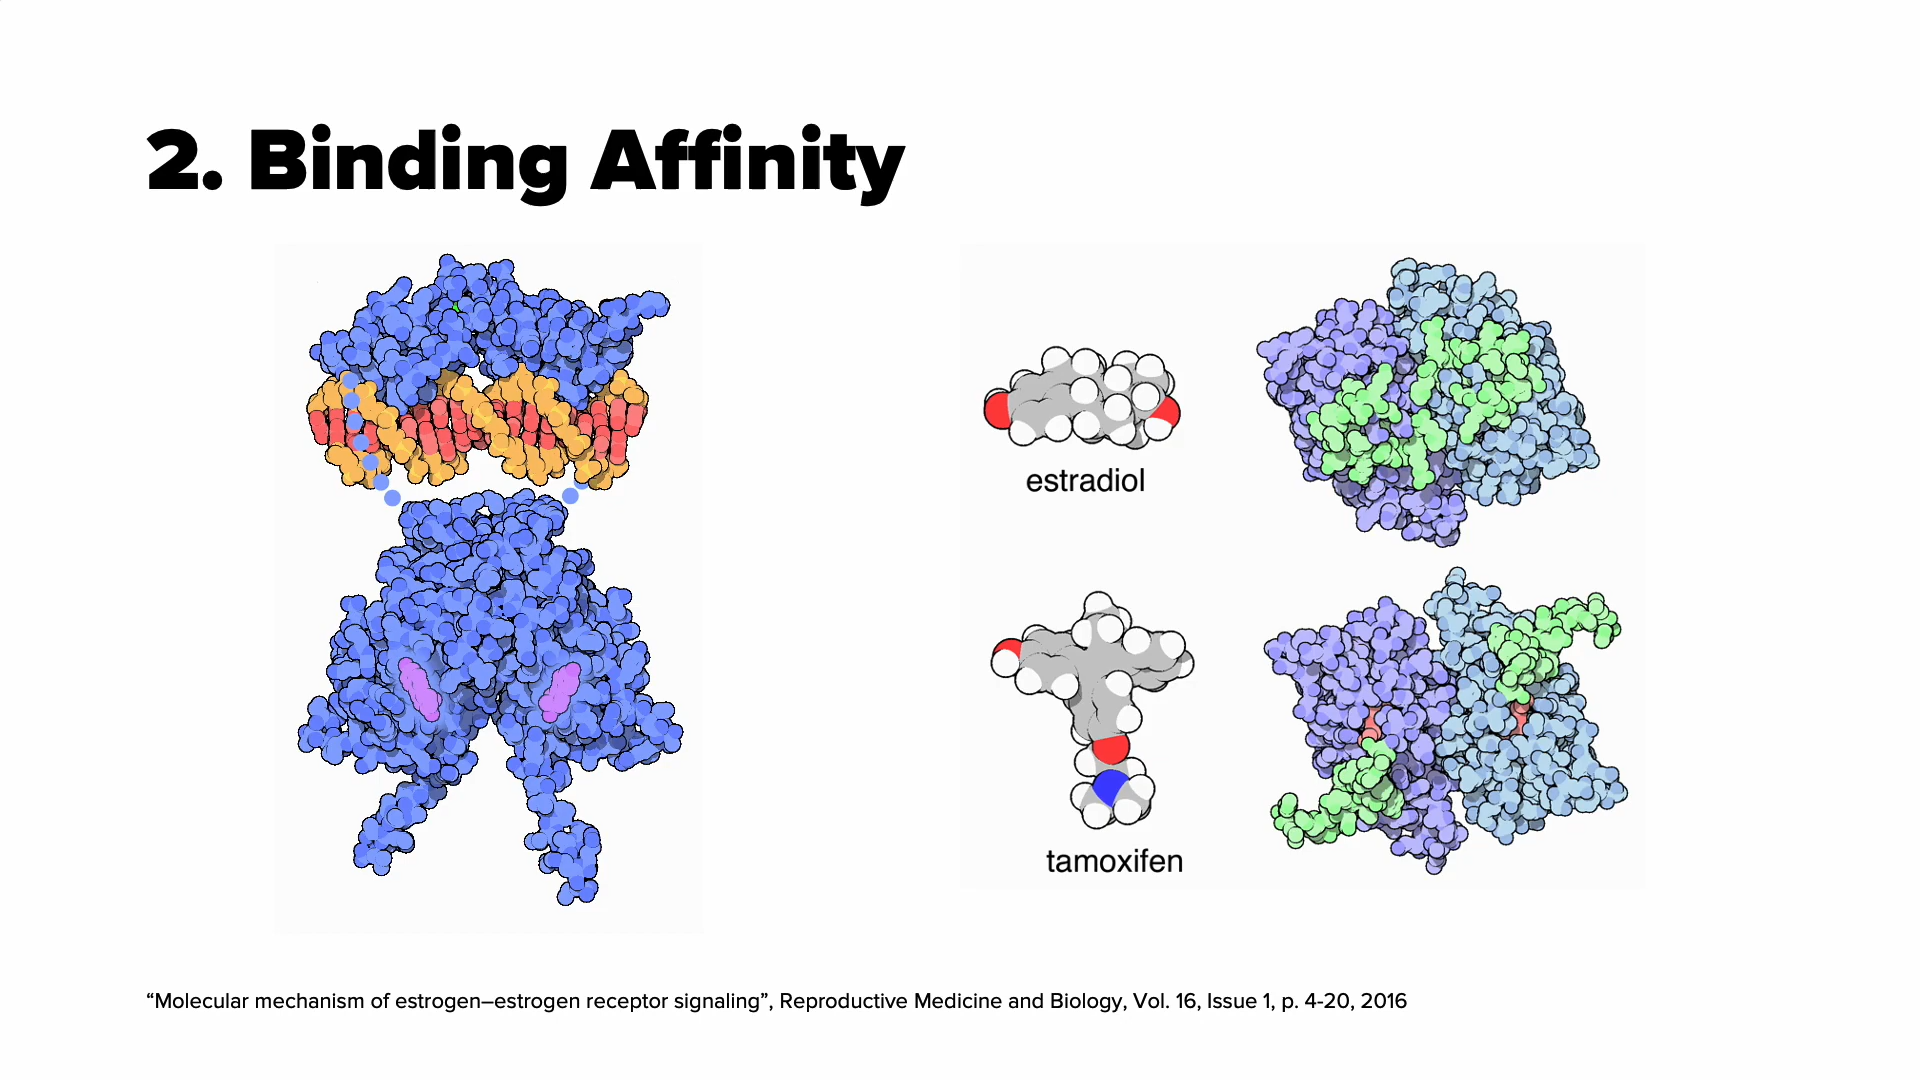 2. Binding Affinity
estradiol
tamoxifen
“Molecular mechanism of estrogen–estrogen receptor signaling”, Reproductive Medicine and Biology, Vol. 16, Issue 1, p. 4-20, 2016